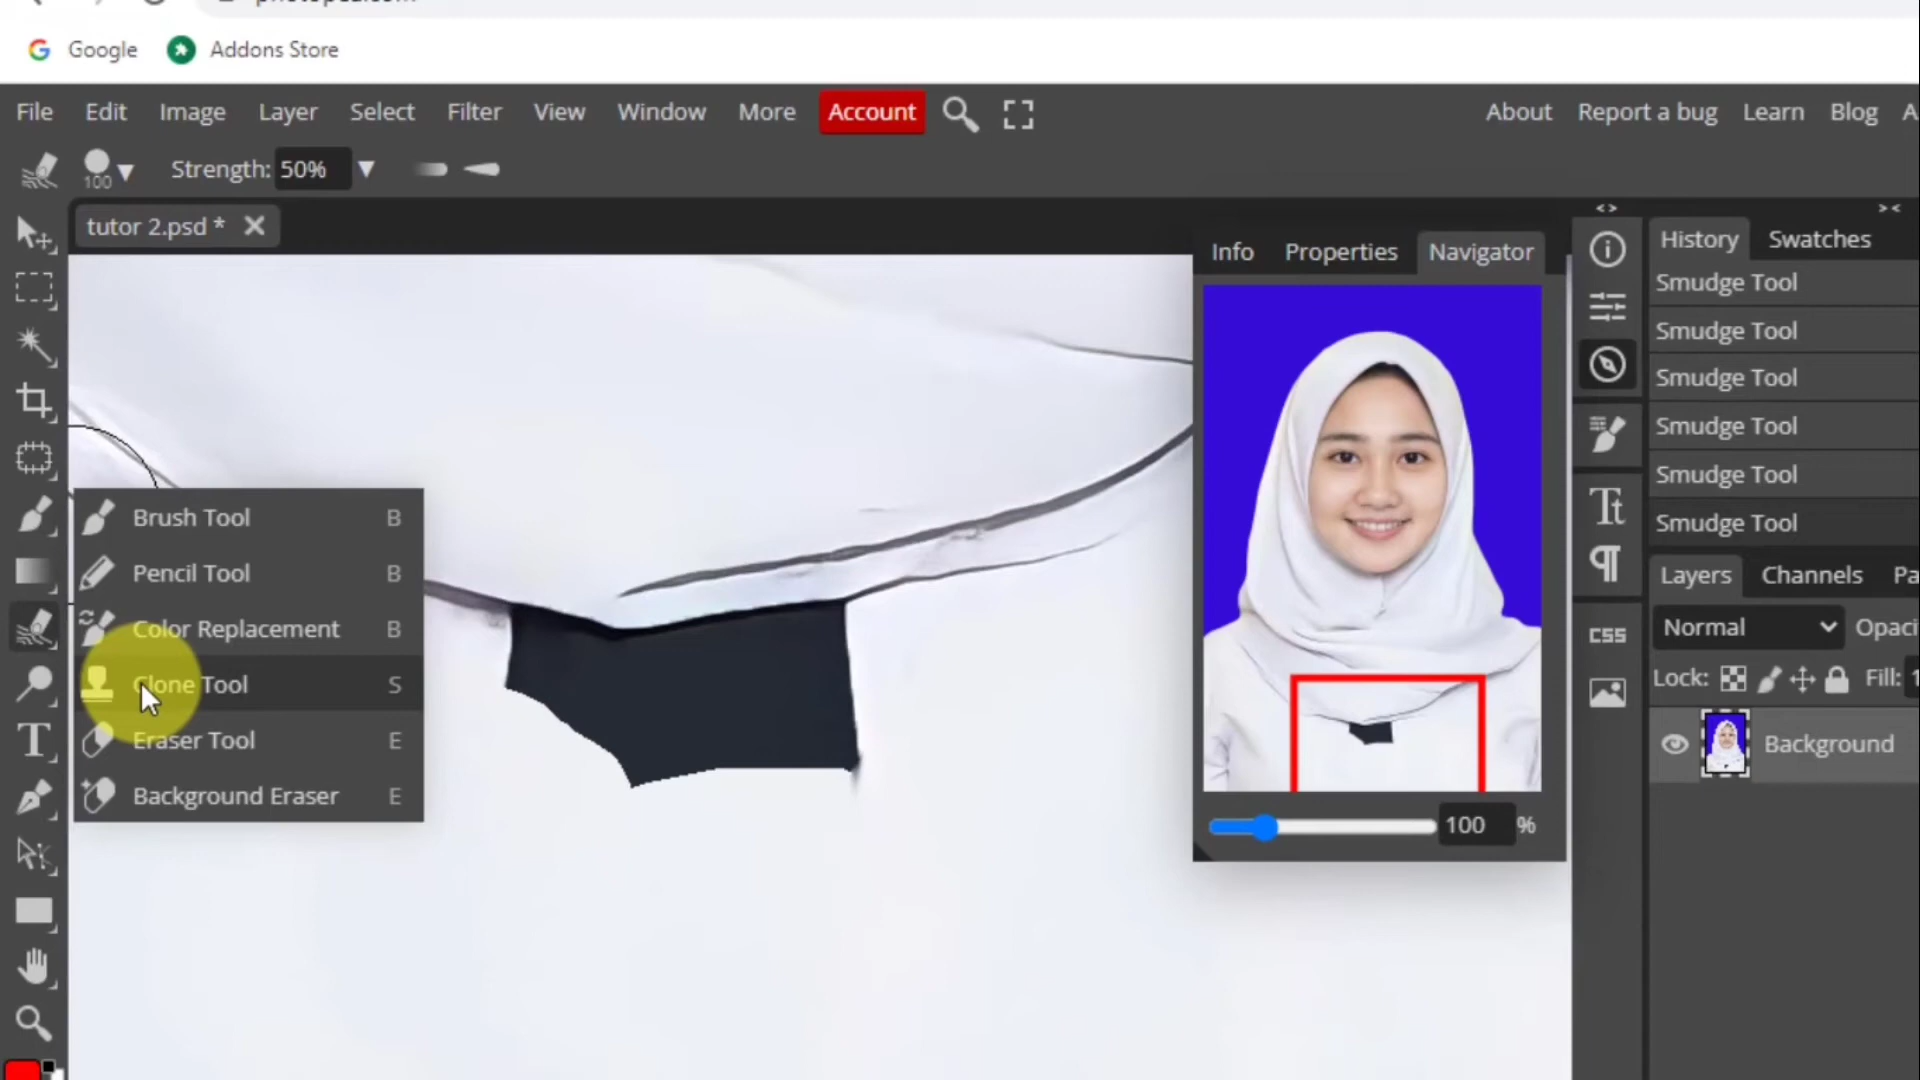 Google Addons Store
File Edit Image Layer Select Filter View Window More Account About Report a bug Learn Blog
100 Strength: 50%
tutor 2.psd *
Info Properties Navigator
History Swatches
Smudge Tool
Smudge Tool
Smudge Tool
Smudge Tool
Smudge Tool
Smudge Tool
Brush Tool B
Pencil Tool B
Color Replacement B
Clone Tool S
Eraser Tool E
Background Eraser E
100 %
CSS
Layers Channels Pa
Normal Opaci
Lock: Fill: 1
Background